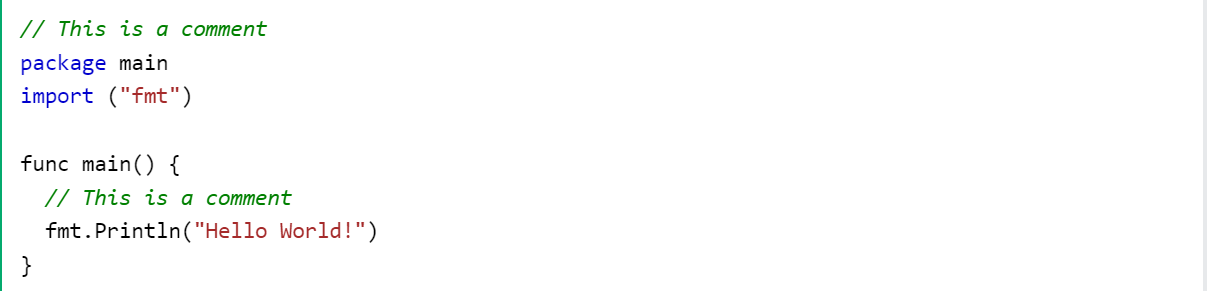 // This is a comment
package main
import ("fmt")

func main() {
  // This is a comment
  fmt.Println("Hello World!")
}